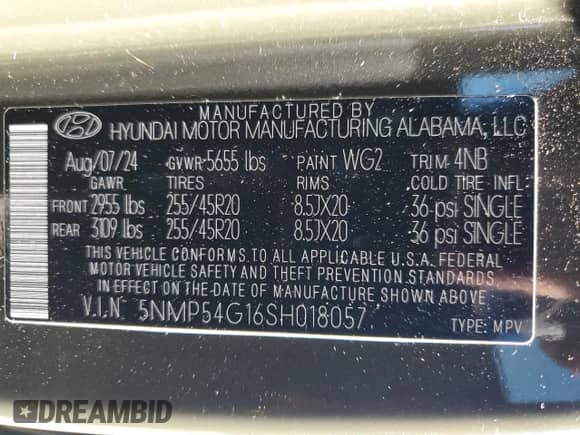 MANUFACTURED BY
HYUNDAI MOTOR MANUFACTURING ALABAMA, LLC
Aug/07/24 GVWR 5655 lbs PAINT WG2 TRIM 4NB
GAWR TIRES RIMS COLD TIRE INFL.
FRONT 2955 lbs 255/45R20 8.5JX20 36 psi SINGLE
REAR 3109 lbs 255/45R20 8.5JX20 36 psi SINGLE
THIS VEHICLE CONFORMS TO ALL APPLICABLE U.S.A. FEDERAL
MOTOR VEHICLE SAFETY AND THEFT PREVENTION STANDARDS
IN EFFECT ON THE DATE OF MANUFACTURE SHOWN ABOVE.
V.I.N. 5NMP54G16SH018057
TYPE: MPV
DREAMBID